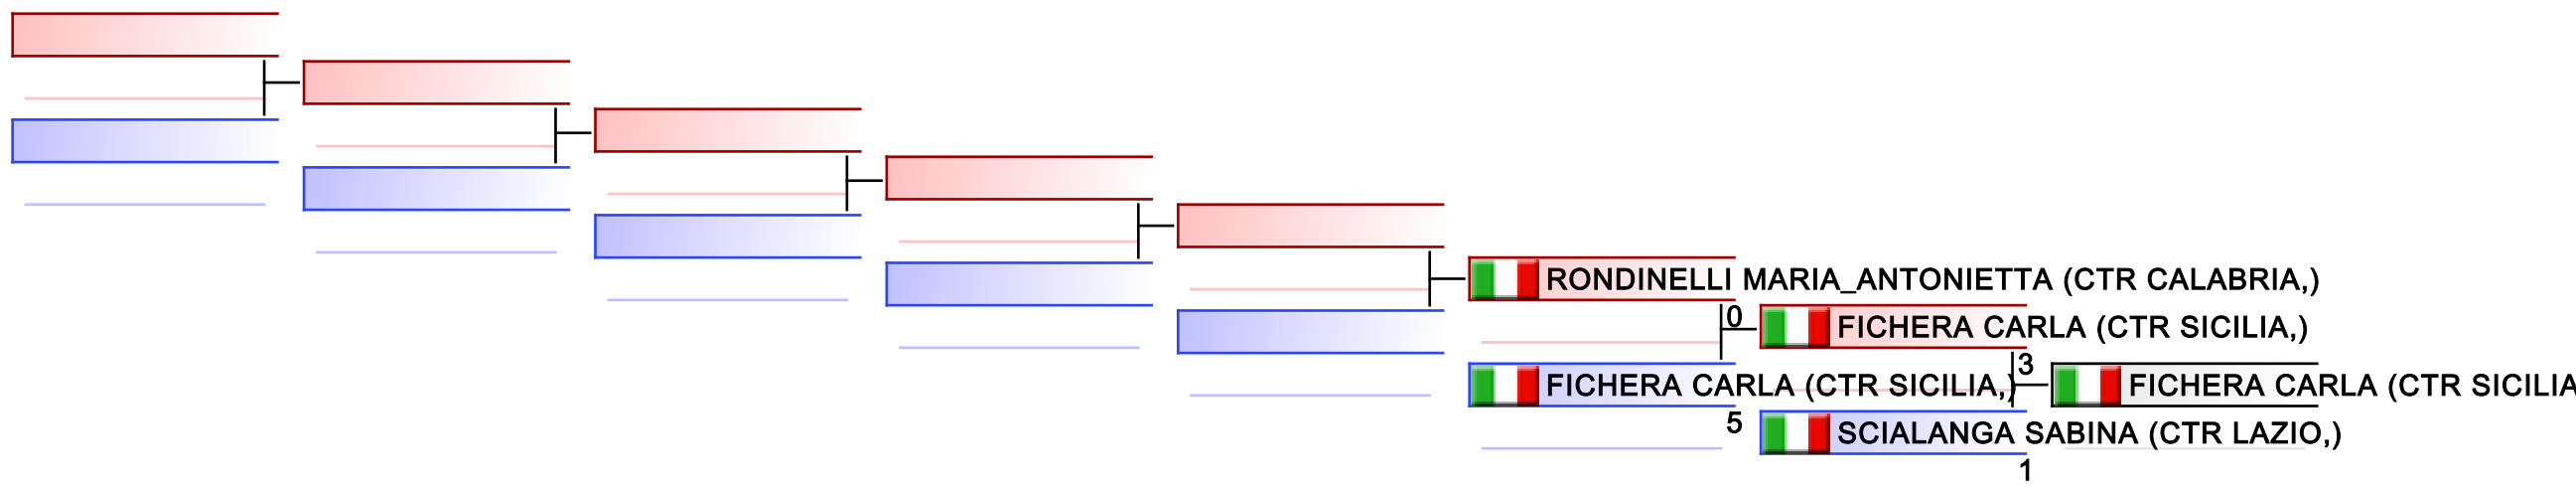 RONDINELLI MARIA_ANTONIETTA (CTR CALABRIA,)
0
FICHERA CARLA (CTR SICILIA,)
3
FICHERA CARLA (CTR SICILIA,)
FICHERA CARLA (CTR SICILIA
5
SCIALANGA SABINA (CTR LAZIO,)
1